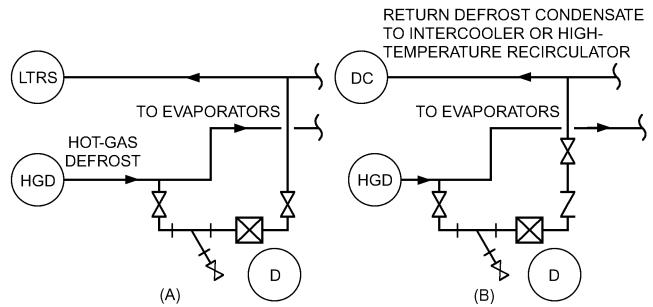 RETURN DEFROST CONDENSATE
TO INTERCOOLER OR HIGH-
TEMPERATURE RECIRCULATOR
LTRS
DC
TO EVAPORATORS
TO EVAPORATORS
HOT-GAS
DEFROST
HGD
HGD
D
D
(A)
(B)